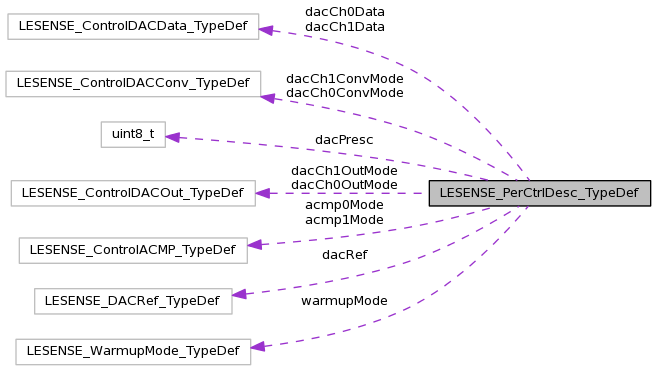 dacCh0Data
dacCh1Data
LESENSE_ControlDACData_TypeDef
LESENSE_ControlDACConv_TypeDef
dacCh1ConvMode
dacCh0ConvMode
uint8_t
dacPresc
LESENSE_ControlDACOut_TypeDef
dacCh1OutMode
dacCh0OutMode
LESENSE_PerCtrlDesc_TypeDef
acmp0Mode
acmp1Mode
LESENSE_ControlACMP_TypeDef
dacRef
LESENSE_DACRef_TypeDef
warmupMode
LESENSE_WarmupMode_TypeDef